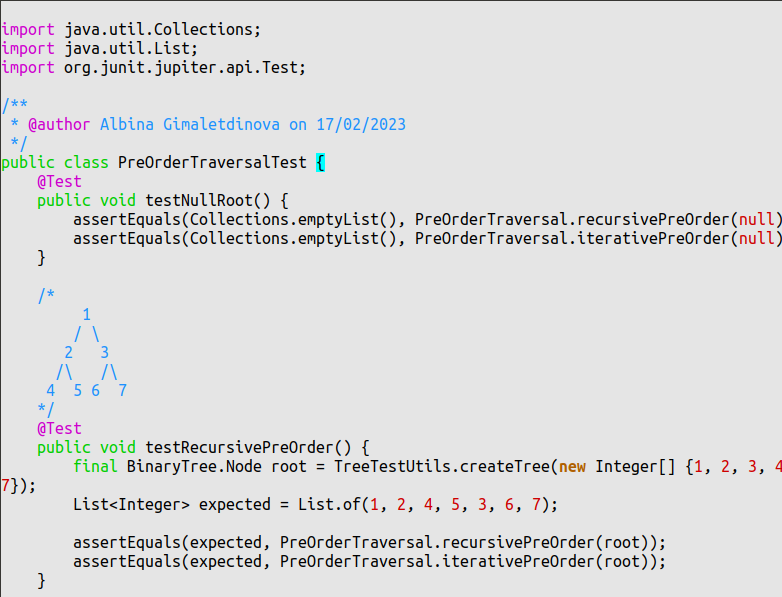 import java.util.Collections;
import java.util.List;
import org.junit.jupiter.api.Test;

/**
 * @author Albina Gimaletdinova on 17/02/2023
 */
public class PreOrderTraversalTest {
    @Test
    public void testNullRoot() {
        assertEquals(Collections.emptyList(), PreOrderTraversal.recursivePreOrder(null)
        assertEquals(Collections.emptyList(), PreOrderTraversal.iterativePreOrder(null)
    }

    /*
         1
        / \
       2   3
      /\   /\
     4  5 6  7
    */
    @Test
    public void testRecursivePreOrder() {
        final BinaryTree.Node root = TreeTestUtils.createTree(new Integer[] {1, 2, 3, 4
7});
        List<Integer> expected = List.of(1, 2, 4, 5, 3, 6, 7);

        assertEquals(expected, PreOrderTraversal.recursivePreOrder(root));
        assertEquals(expected, PreOrderTraversal.iterativePreOrder(root));
    }